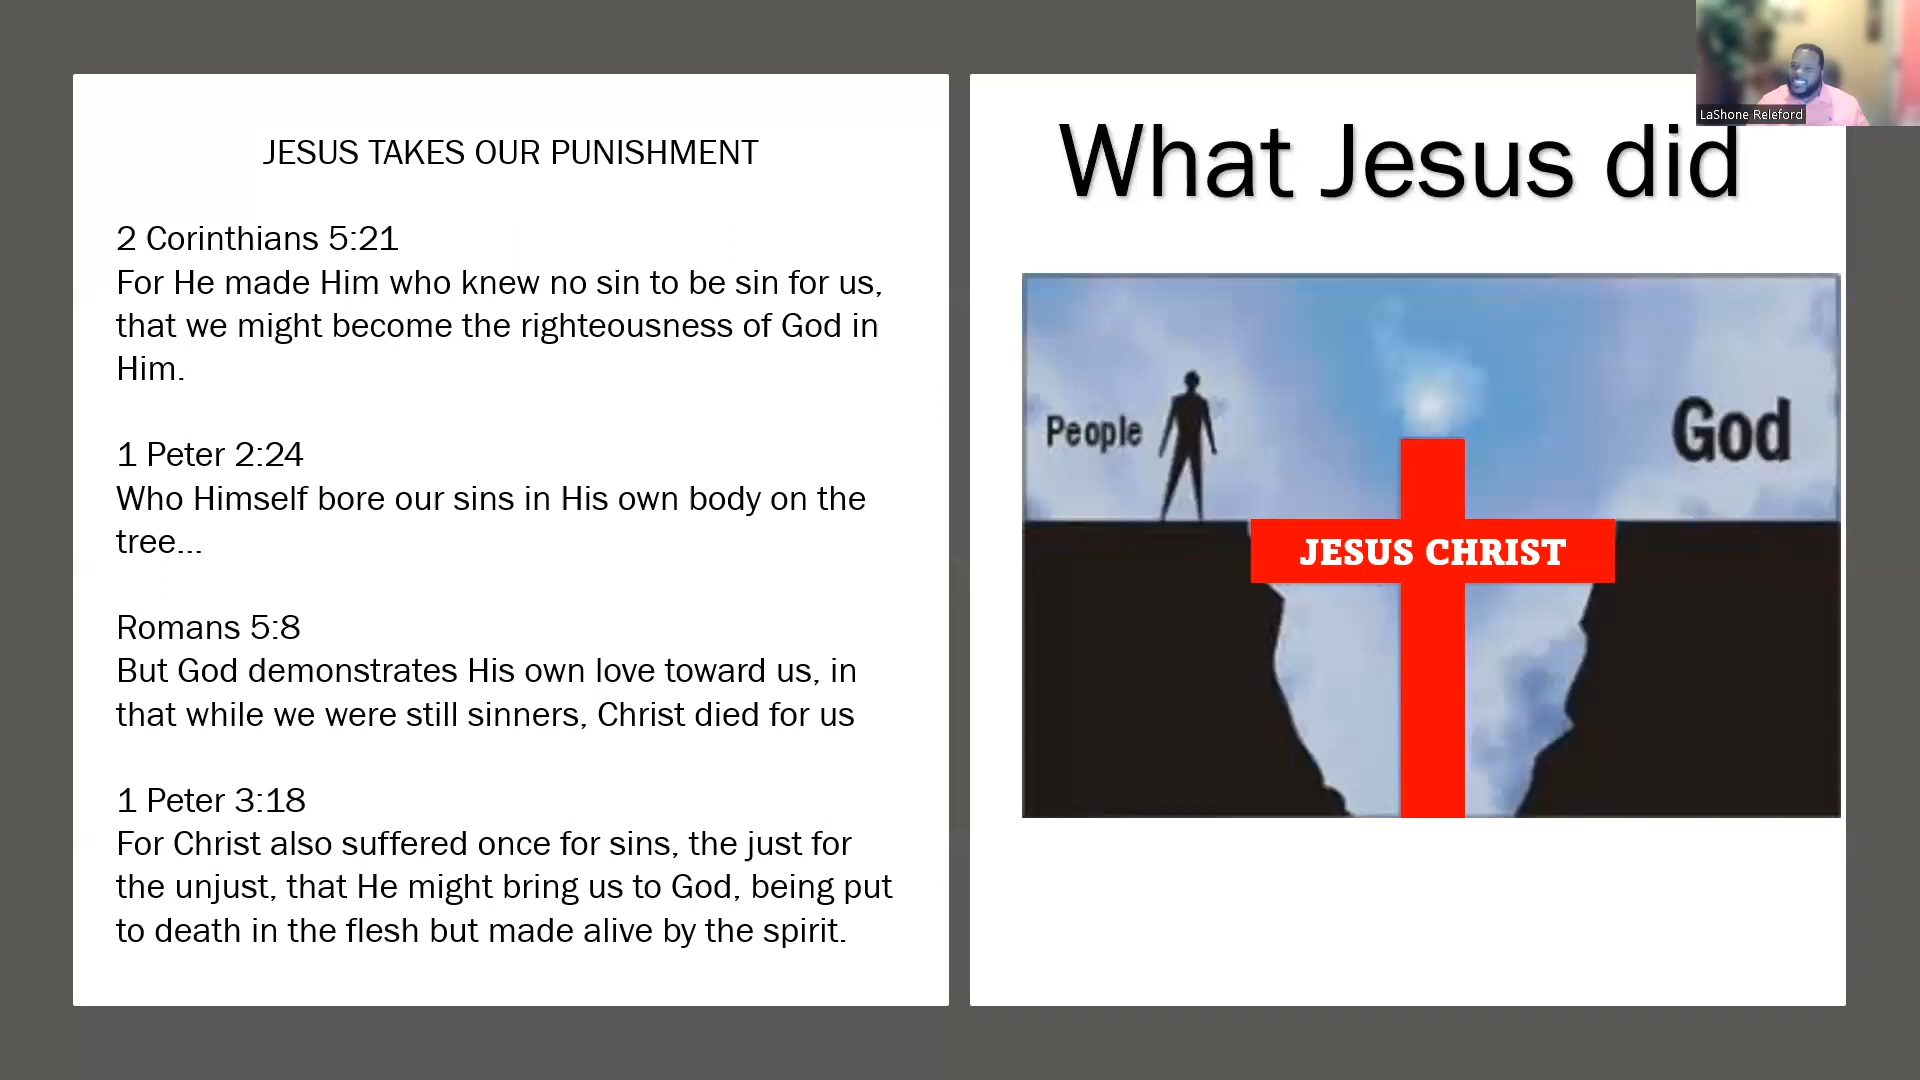 JESUS TAKES OUR PUNISHMENT
2 Corinthians 5:21
For He made Him who knew no sin to be sin for us,
that we might become the righteousness of God in
Him.
1 Peter 2:24
Who Himself bore our sins in His own body on the
tree...
Romans 5:8
But God demonstrates His own love toward us, in
that while we were still sinners, Christ died for us
1 Peter 3:18
For Christ also suffered once for sins, the just for
the unjust, that He might bring us to God, being put
to death in the flesh but made alive by the spirit.
LaShone Releford
What Jesus did
People
God
JESUS CHRIST